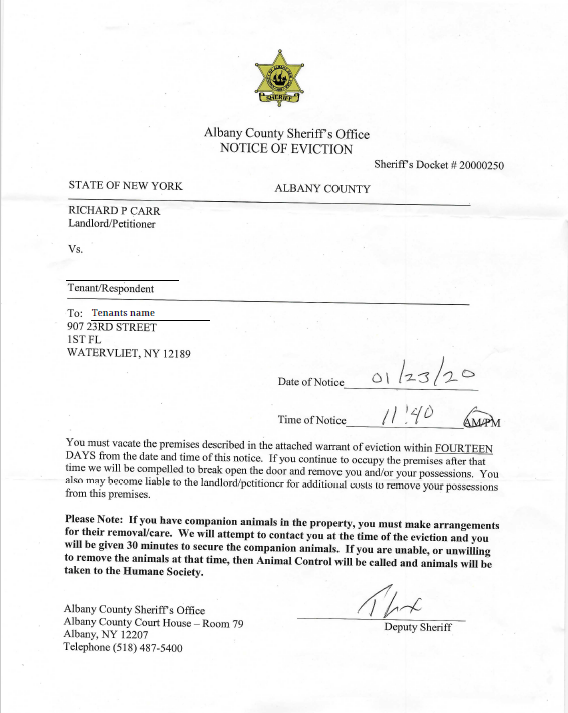 SHERIFF
Albany County Sheriff's Office
NOTICE OF EVICTION
Sheriff's Docket # 20000250
STATE OF NEW YORK ALBANY COUNTY
RICHARD P CARR
Landlord/Petitioner
Vs.
Tenant/Respondent
To: Tenants name
907 23RD STREET
1ST FL
WATERVLIET, NY 12189
Date of Notice 01/23/20
Time of Notice 11:40 AM/PM
You must vacate the premises described in the attached warrant of eviction within FOURTEEN
DAYS from the date and time of this notice. If you continue to occupy the premises after that
time we will be compelled to break open the door and remove you and/or your possessions. You
also may become liable to the landlord/petitioner for additional costs to remove your possessions
from this premises.
Please Note: If you have companion animals in the property, you must make arrangements
for their removal/care. We will attempt to contact you at the time of the eviction and you will
be given 30 minutes to secure the companion animals. If you are unable, or unwilling
to remove the animals at that time, then Animal Control will be called and animals will be
taken to the Humane Society.
Albany County Sheriff's Office
Albany County Court House – Room 79
Albany, NY 12207
Telephone (518) 487-5400
Deputy Sheriff